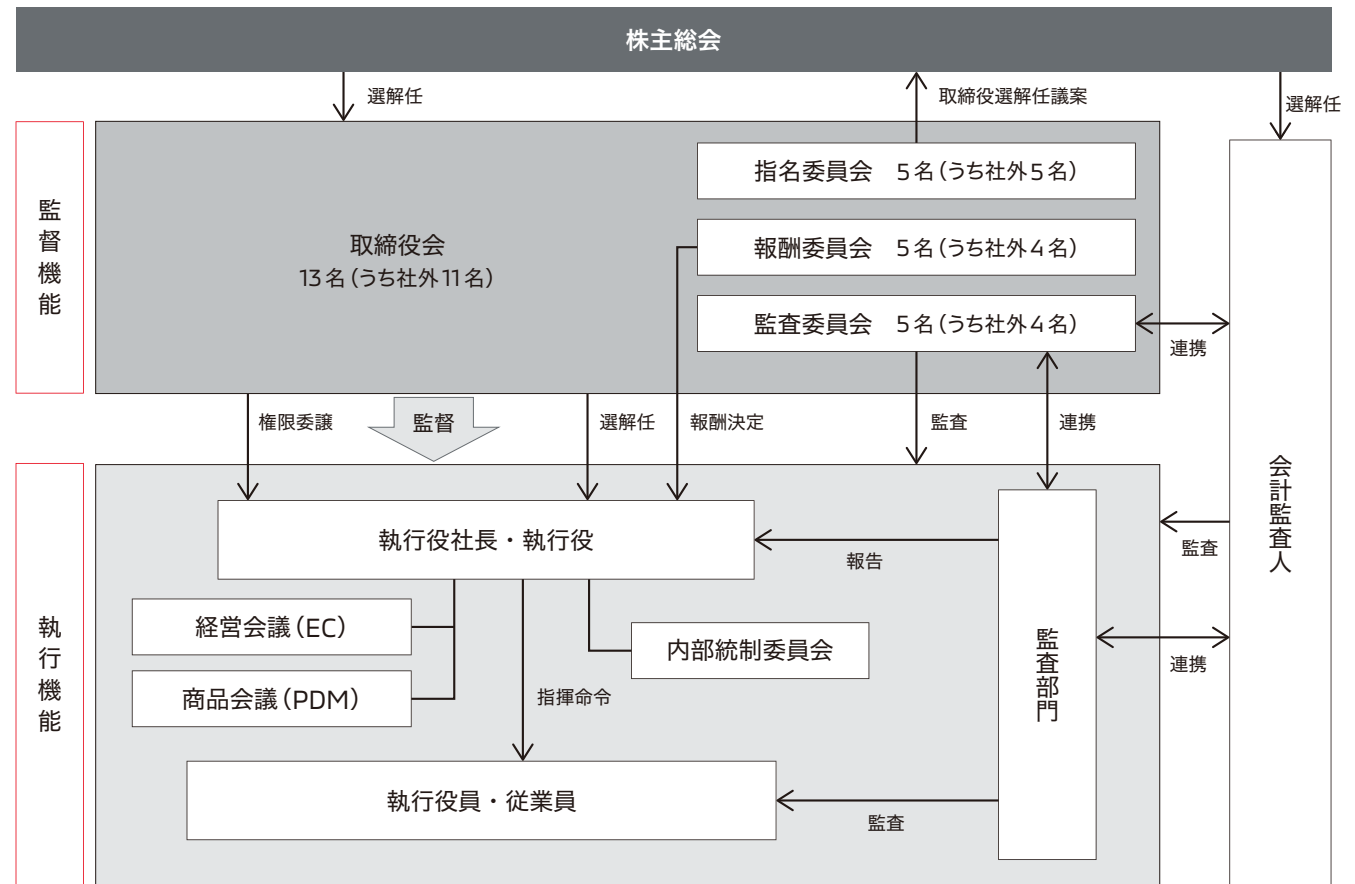 株主総会
選解任
取締役選解任議案
選解任
監督機能
取締役会
13名(うち社外11名)
指名委員会 5名(うち社外5名)
報酬委員会 5名(うち社外4名)
監査委員会 5名(うち社外4名)
連携
権限委譲
監督
選解任
報酬決定
監査
連携
会計監査人
執行機能
執行役社長・執行役
報告
監査
経営会議(EC)
商品会議(PDM)
内部統制委員会
指揮命令
監査部門
連携
執行役員・従業員
監査